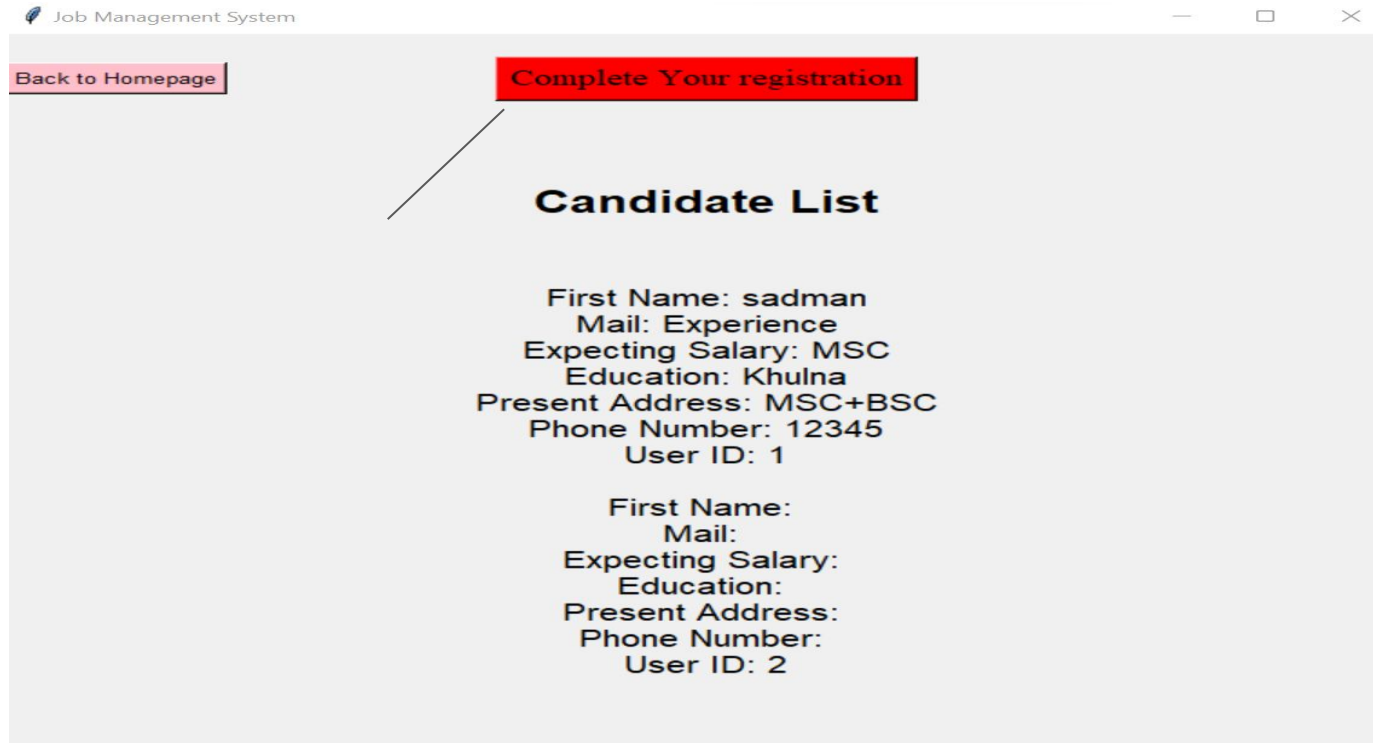 Job Management System
Back to Homepage
Complete Your registration
Candidate List
First Name: sadman
Mail: Experience
Expecting Salary: MSC
Education: Khulna
Present Address: MSC+BSC
Phone Number: 12345
User ID: 1
First Name:
Mail:
Expecting Salary:
Education:
Present Address:
Phone Number:
User ID: 2